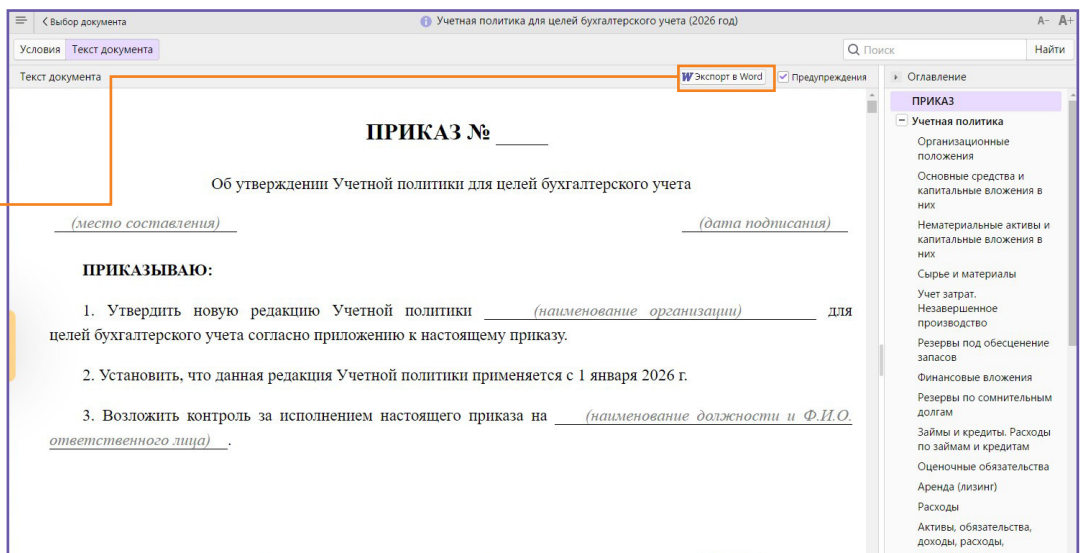 Выбор документа
Учетная политика для целей бухгалтерского учета (2026 год)
A− A+
Условия Текст документа
Поиск Найти
Текст документа
W Экспорт в Word
Предупреждения
Оглавление
ПРИКАЗ № ______
Об утверждении Учетной политики для целей бухгалтерского учета
(место составления) (дата подписания)
ПРИКАЗЫВАЮ:
1. Утвердить новую редакцию Учетной политики (наименование организации) для
целей бухгалтерского учета согласно приложению к настоящему приказу.
2. Установить, что данная редакция Учетной политики применяется с 1 января 2026 г.
3. Возложить контроль за исполнением настоящего приказа на (наименование должности и Ф.И.О.
ответственного лица) .
ПРИКАЗ
Учетная политика
Организационные
положения
Основные средства и
капитальные вложения в
них
Нематериальные активы и
капитальные вложения в
них
Сырье и материалы
Учет затрат.
Незавершенное
производство
Резервы под обесценение
запасов
Финансовые вложения
Резервы по сомнительным
долгам
Займы и кредиты. Расходы
по займам и кредитам
Оценочные обязательства
Аренда (лизинг)
Расходы
Активы, обязательства,
доходы, расходы,